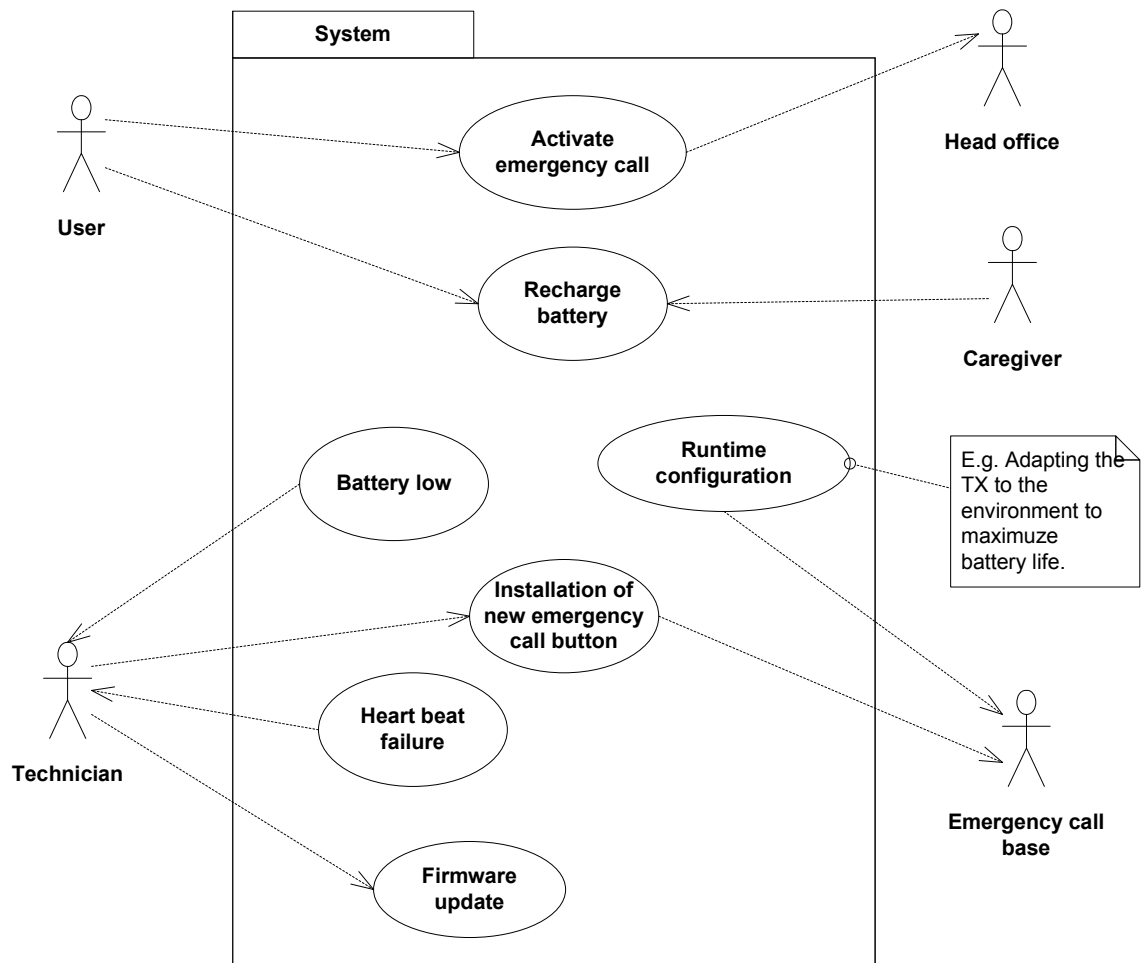 System
Head office
User
Activate
emergency call
Recharge
battery
Caregiver
Battery low
Runtime
configuration
E.g. Adapting the
TX to the
environment to
maximuze
battery life.
Installation of
new emergency
call button
Technician
Heart beat
failure
Emergency call
base
Firmware
update